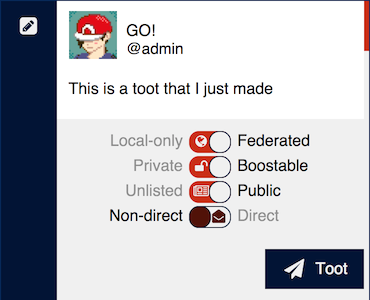 GO!
@admin
This is a toot that I just made
Local-only Federated
Private Boostable
Unlisted Public
Non-direct Direct
Toot